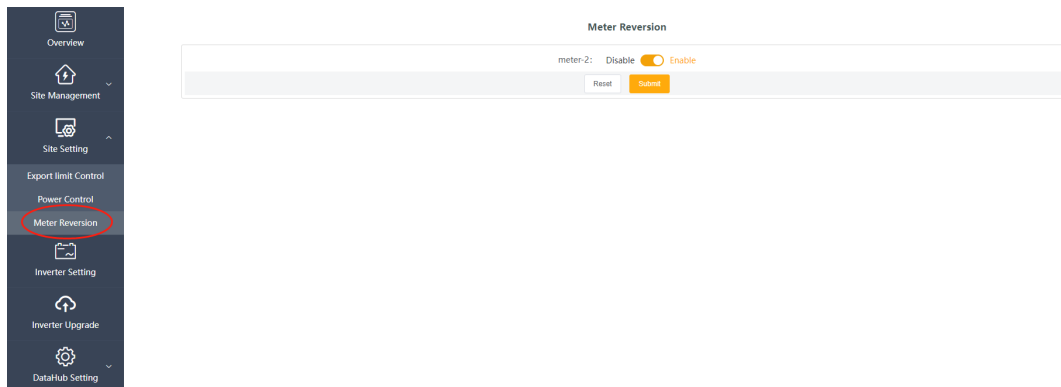 Overview
Site Management
Site Setting
Export limit Control
Power Control
Meter Reversion
Inverter Setting
Inverter Upgrade
DataHub Setting
Meter Reversion
meter-2: Disable Enable
Reset Submit